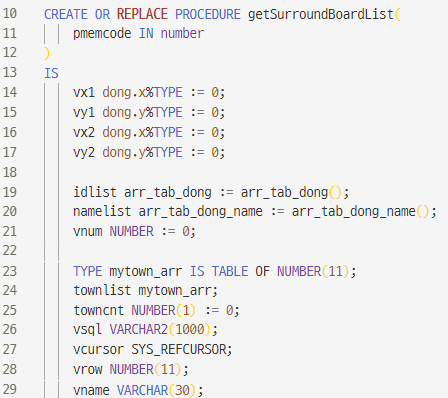 10 CREATE OR REPLACE PROCEDURE getSurroundBoardList(
11 pmemcode IN number
12 )
13 IS
14 vx1 dong.x%TYPE := 0;
15 vy1 dong.y%TYPE := 0;
16 vx2 dong.x%TYPE := 0;
17 vy2 dong.y%TYPE := 0;
18
19 idlist arr_tab_dong := arr_tab_dong();
20 namelist arr_tab_dong_name := arr_tab_dong_name();
21 vnum NUMBER := 0;
22
23 TYPE mytown_arr IS TABLE OF NUMBER(11);
24 townlist mytown_arr;
25 towncnt NUMBER(1) := 0;
26 vsql VARCHAR2(1000);
27 vcursor SYS_REFCURSOR;
28 vrow NUMBER(11);
29 vname VARCHAR(30);